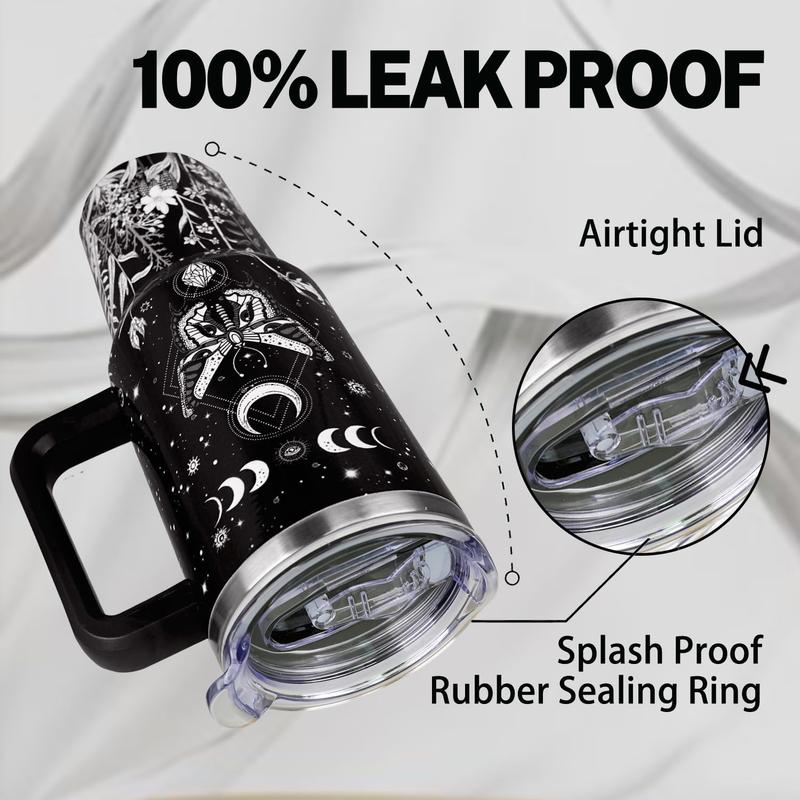 100% LEAK PROOF
Airtight Lid
Splash Proof
Rubber Sealing Ring